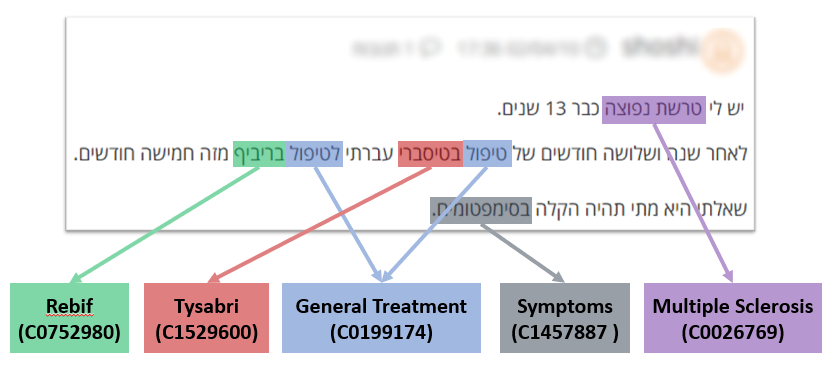 shoshi
יש לי טרשת נפוצה כבר 13 שנים.
לאחר שנה ושלושה חודשים של טיפול בטיסברי עברתי לטיפול בריביף מזה חמישה חודשים.
שאלתי היא מתי תהיה הקלה בסימפטומים.
Rebif
(C0752980)
Tysabri
(C1529600)
General Treatment
(C0199174)
Symptoms
(C1457887 )
Multiple Sclerosis
(C0026769)